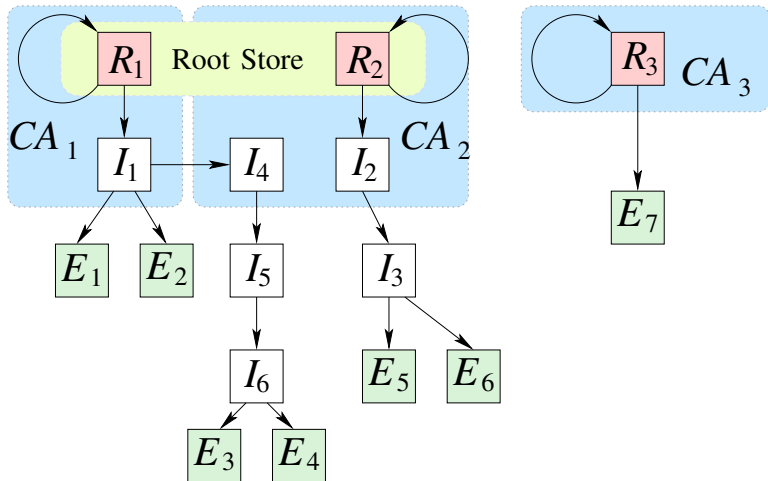 R1 Root Store R2 R3
CA 3
CA 1 CA 2
I1 I4 I2
E7
E1 E2 I5 I3
I6 E5 E6
E3 E4